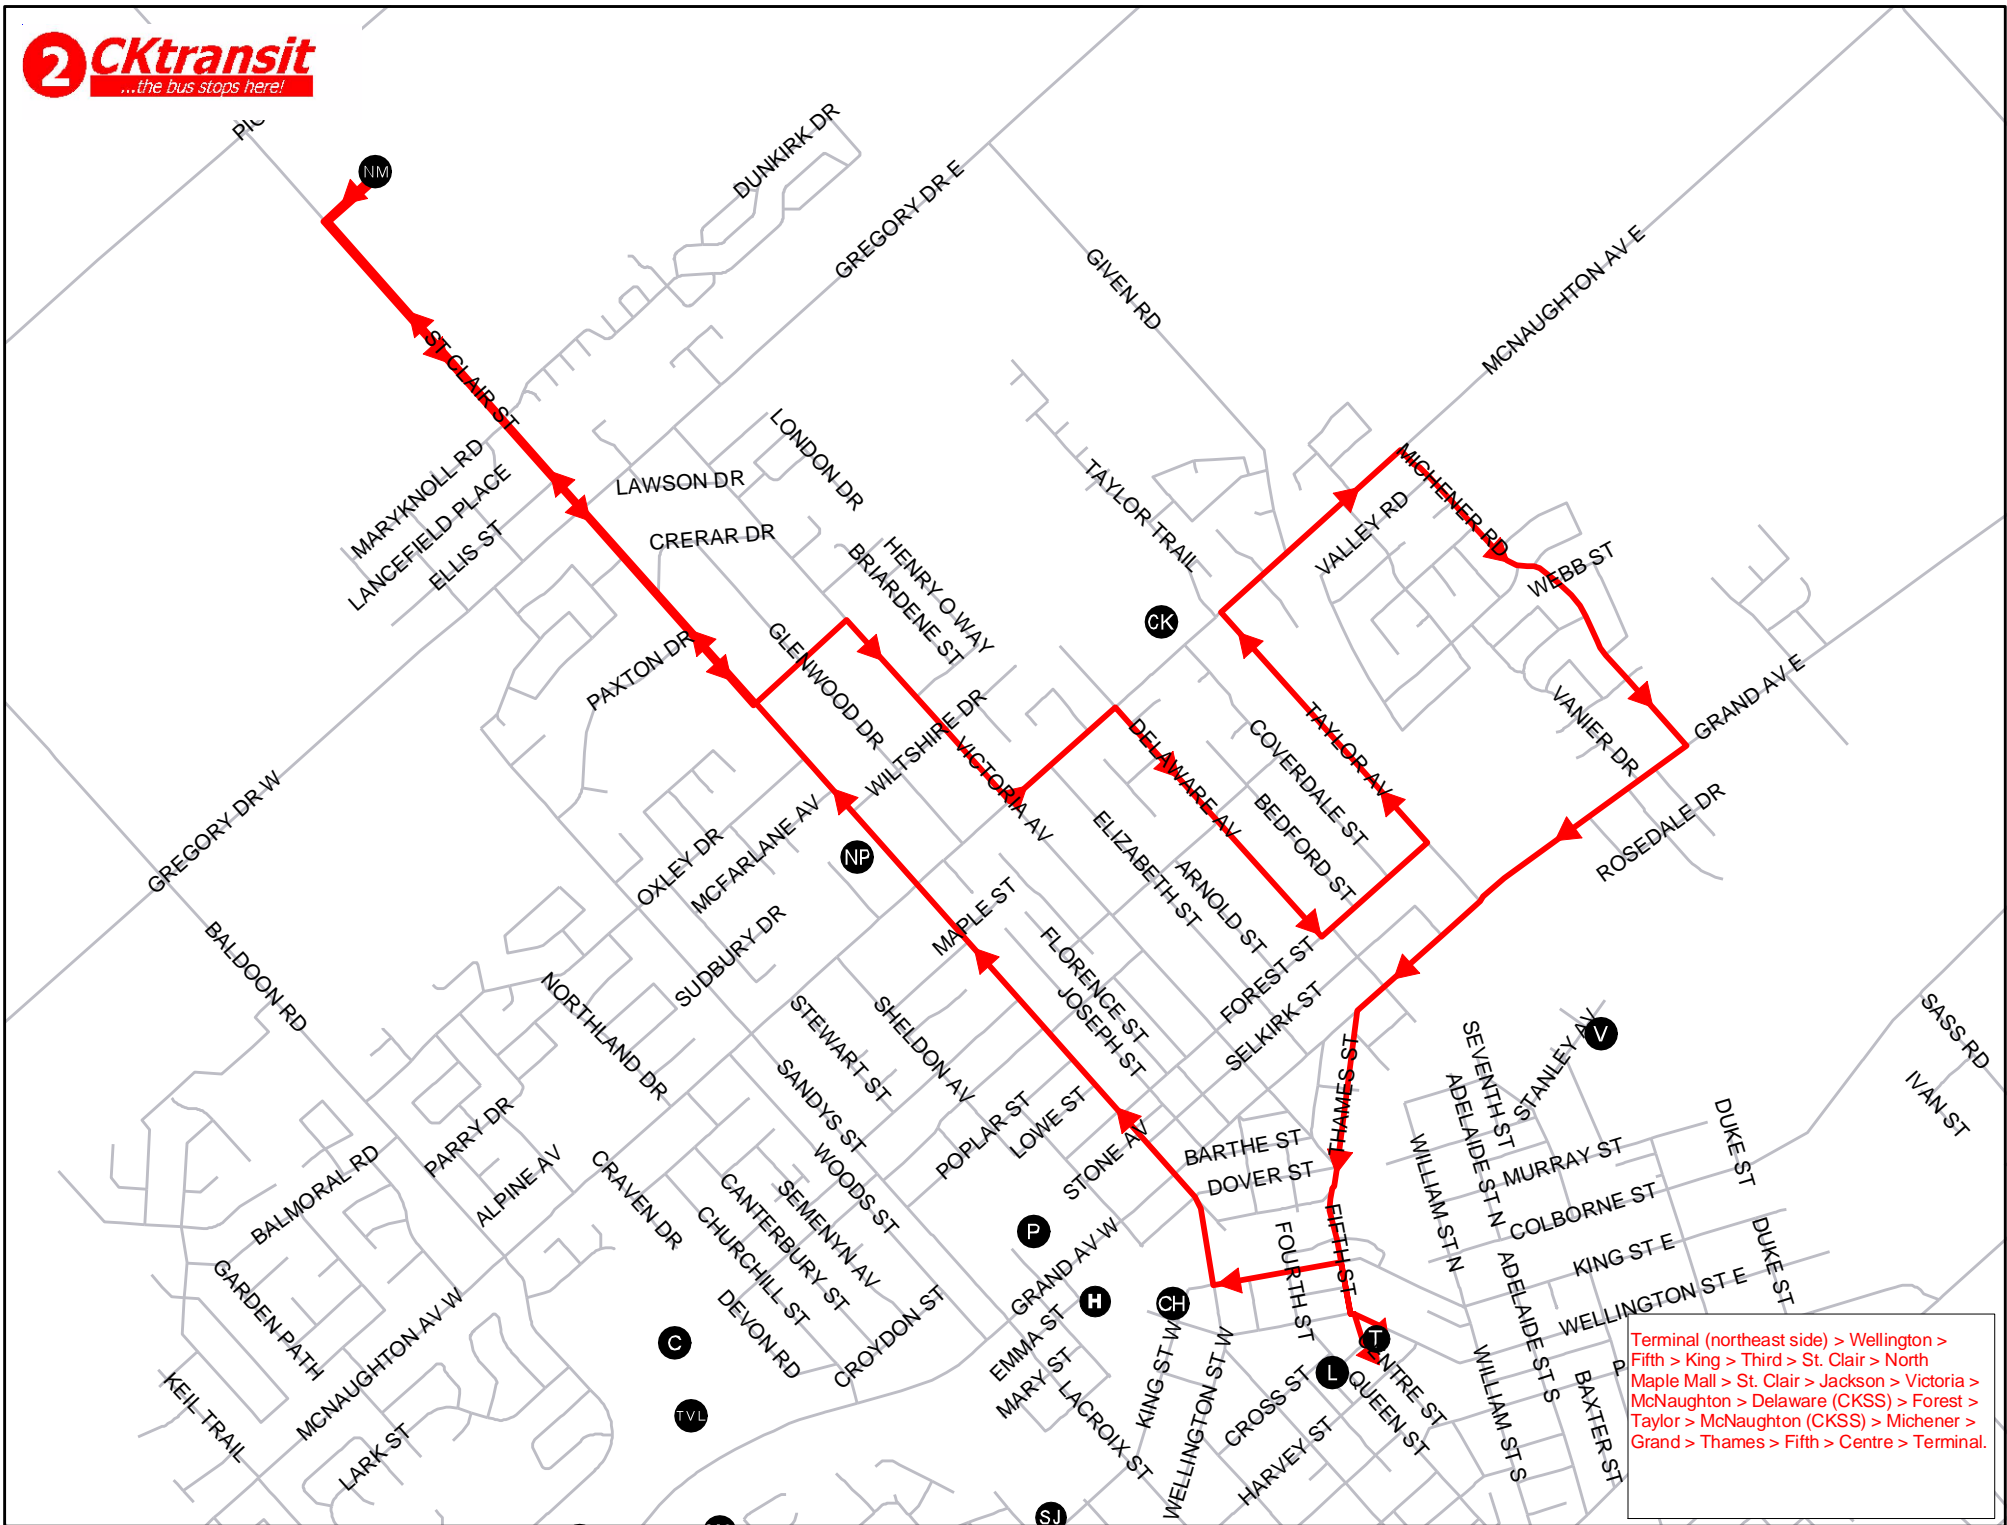 2 CKtransit
...the bus stops here!
NM
DUNKIRK DR
GREGORY DR E
GIVEN RD
MCNAUGHTON AV E
ST CLAIR ST
MARYKNOLL RD
LANCEFIELD PLACE
ELLIS ST
LAWSON DR
LONDON DR
CRERAR DR
HENRY O WAY
BRIARDENE ST
TAYLOR TRAIL
MICHENER RD
VALLEY RD
WEBB ST
CK
PAXTON DR
GLENWOOD DR
WILTSHIRE DR
VICTORIA AV
DELAWARE AV
COVERDALE ST
TAYLOR AV
BEDFORD ST
VANIER DR
GRAND AV E
ROSEDALE DR
GREGORY DR W
OXLEY DR
MCFARLANE AV
NP
ELIZABETH ST
ARNOLD ST
MAPLE ST
FLORENCE ST
JOSEPH ST
FOREST ST
SELKIRK ST
BALDOON RD
SUDBURY DR
NORTHLAND DR
STEWART ST
SHELDON AV
SANDYS ST
POPLAR ST
LOWE ST
STONE AV
THAMES ST
SEVENTH ST
STANLEY AV
V
SASS RD
IVAN ST
ADELAIDE ST N
WILLIAM ST N
MURRAY ST
DUKE ST
COLBORNE ST
KING ST E
DUKE ST
WELLINGTON ST E
BARTHE ST
DOVER ST
FIFTH ST
FOURTH ST
PARRY DR
BALMORAL RD
ALPINE AV
CRAVEN DR
WOODS ST
SEMENYN AV
CANTERBURY ST
CHURCHILL ST
DEVON RD
CROYDON ST
P
GRAND AV W
H
CH
EMMA ST
MARY ST
LACROIX ST
KING ST W
WELLINGTON ST W
CROSS ST
HARVEY ST
L
T
QUEEN ST
ADELAIDE ST S
WILLIAM ST S
BAXTER ST
GARDEN PATH
KEIL TRAIL
MCNAUGHTON AV W
LARK ST
C
TVL
SJ
Terminal (northeast side) > Wellington >
Fifth > King > Third > St. Clair > North
Maple Mall > St. Clair > Jackson > Victoria >
McNaughton > Delaware (CKSS) > Forest >
Taylor > McNaughton (CKSS) > Michener >
Grand > Thames > Fifth > Centre > Terminal.